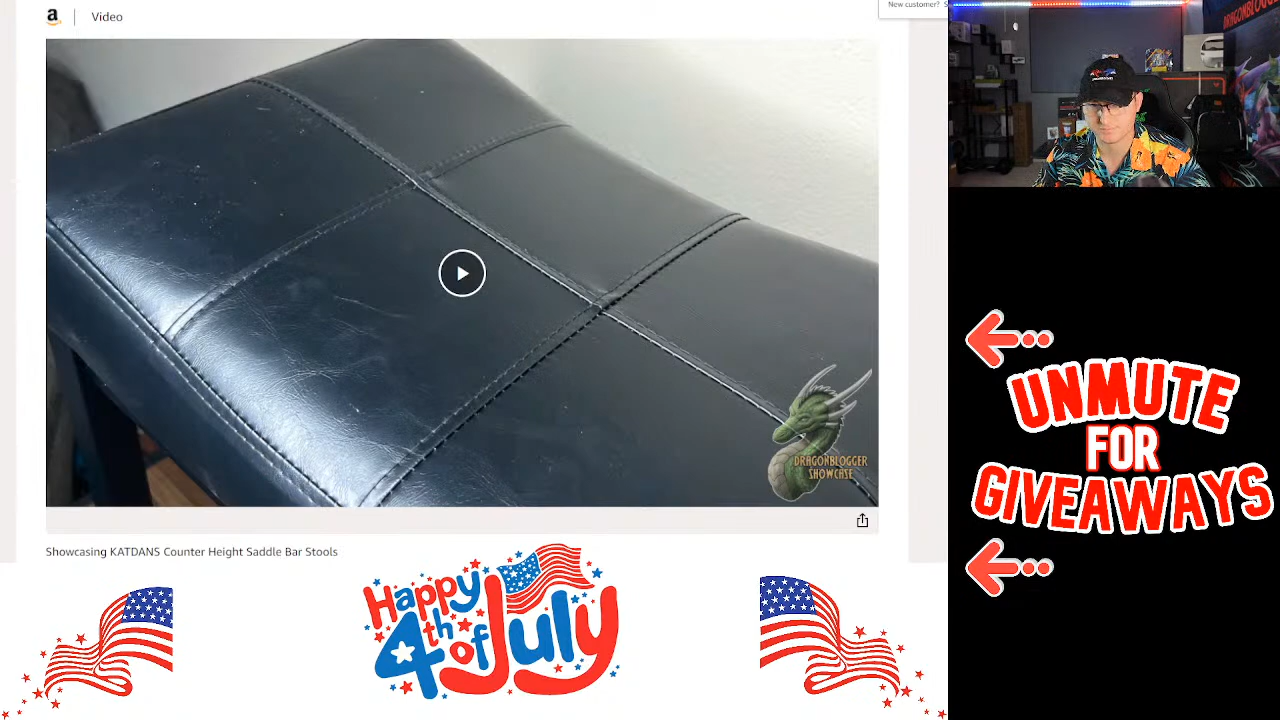 a
Video
New customer? S
DRAGONBLOGG
DRAGONBLOGGER
SHOWCASE
Showcasing KATDANS Counter Height Saddle Bar Stools
Happy
4th of July
UNMUTE
FOR
GIVEAWAYS